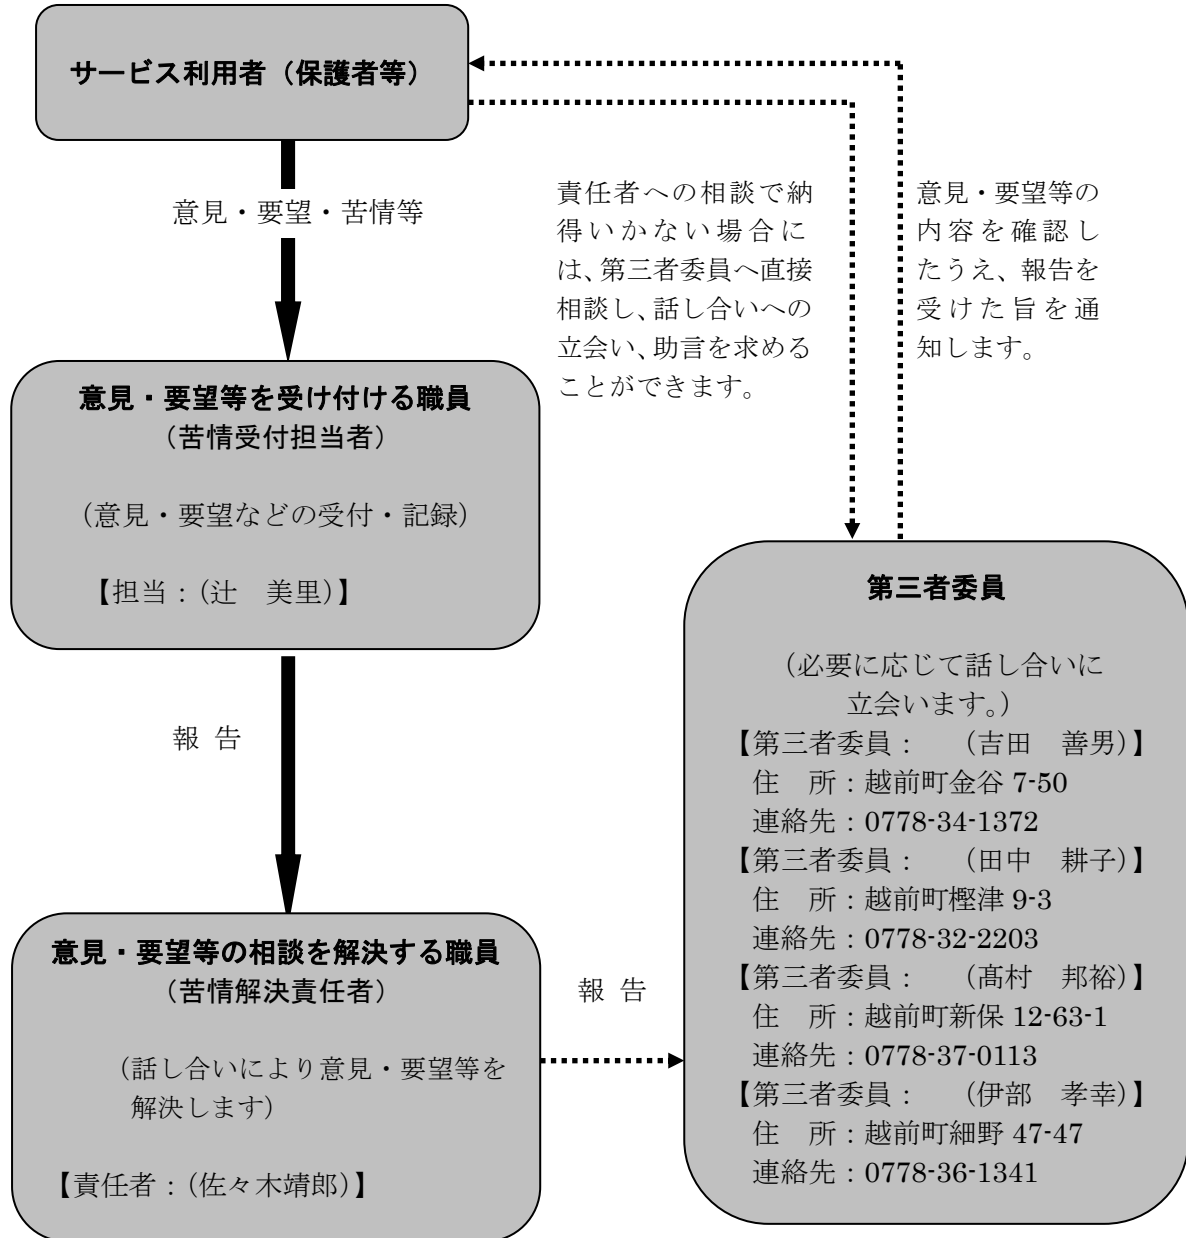 サービス利用者（保護者等）
意見・要望・苦情等
責任者への相談で納
得いかない場合に
は、第三者委員へ直接
相談し、話し合いへの
立会い、助言を求める
ことができます。
意見・要望等の
内容を確認し
たうえ、報告を
受けた旨を通
知します。
意見・要望等を受け付ける職員
（苦情受付担当者）
（意見・要望などの受付・記録）
【担当：（辻　美里）】
報 告
意見・要望等の相談を解決する職員
（苦情解決責任者）
（話し合いにより意見・要望等を
解決します）
【責任者：（佐々木靖郎）】
報 告
第三者委員
（必要に応じて話し合いに
立会います。）
【第三者委員：　（吉田　善男）】
住　所：越前町金谷 7-50
連絡先：0778-34-1372
【第三者委員：　（田中　耕子）】
住　所：越前町樫津 9-3
連絡先：0778-32-2203
【第三者委員：　（髙村　邦裕）】
住　所：越前町新保 12-63-1
連絡先：0778-37-0113
【第三者委員：　（伊部　孝幸）】
住　所：越前町細野 47-47
連絡先：0778-36-1341